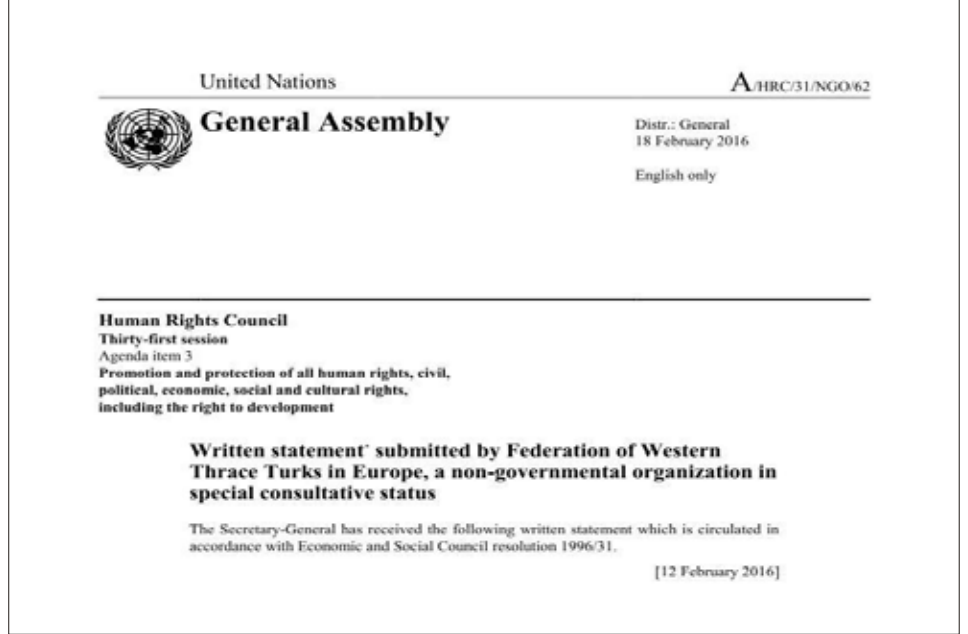 United Nations
A/HRC/31/NGO/62
General Assembly
Distr.: General
18 February 2016
English only
Human Rights Council
Thirty-first session
Agenda item 3
Promotion and protection of all human rights, civil,
political, economic, social and cultural rights,
including the right to development
Written statement* submitted by Federation of Western
Thrace Turks in Europe, a non-governmental organization in
special consultative status
The Secretary-General has received the following written statement which is circulated in
accordance with Economic and Social Council resolution 1996/31.
[12 February 2016]